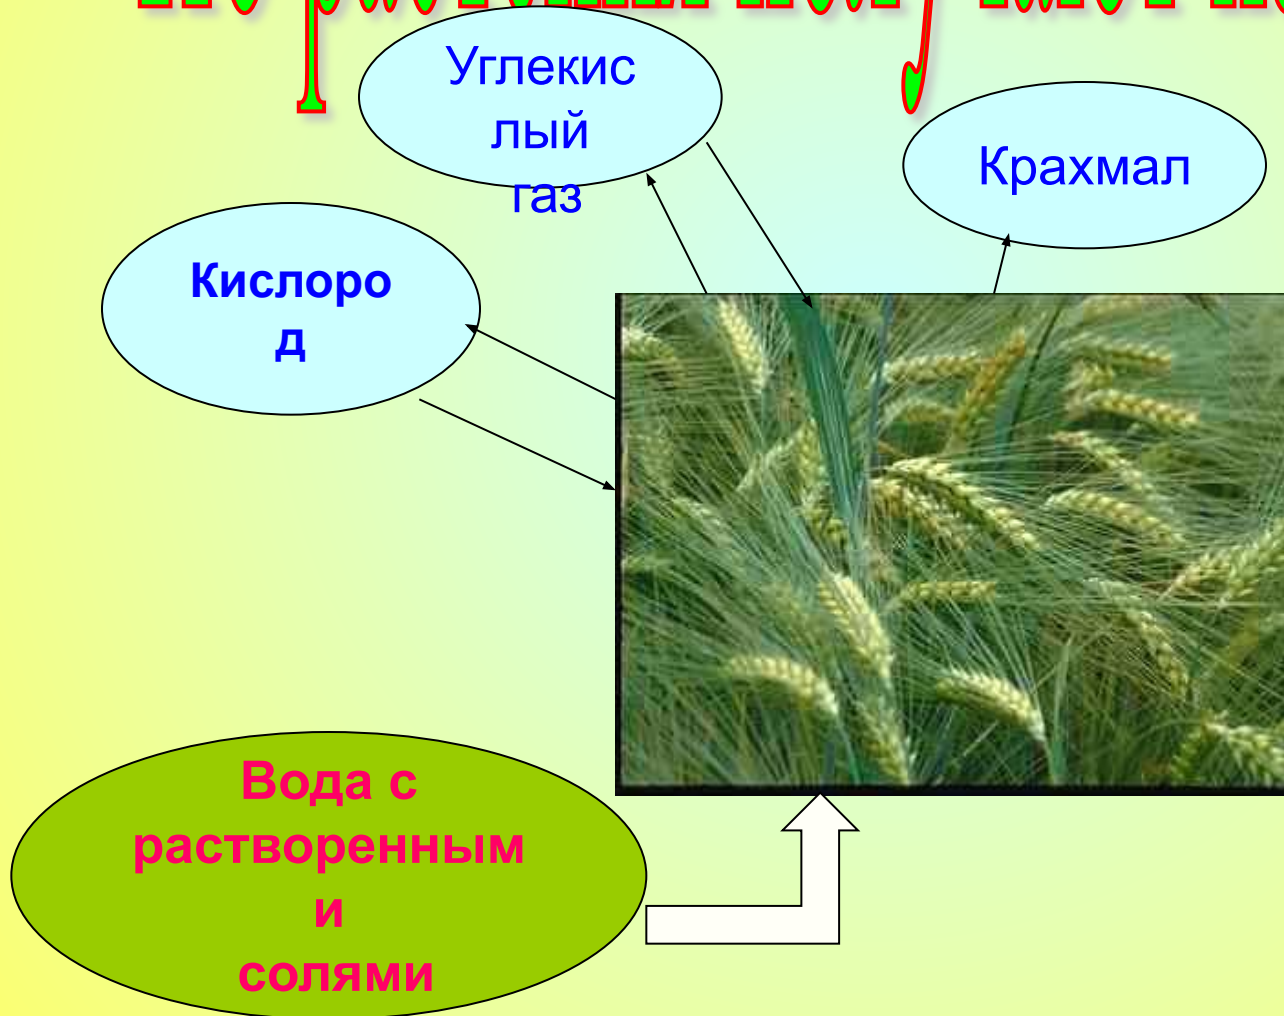 Углекис
лый
газ
Крахмал
Кислоро
д
Вода с
растворенным
и
солями